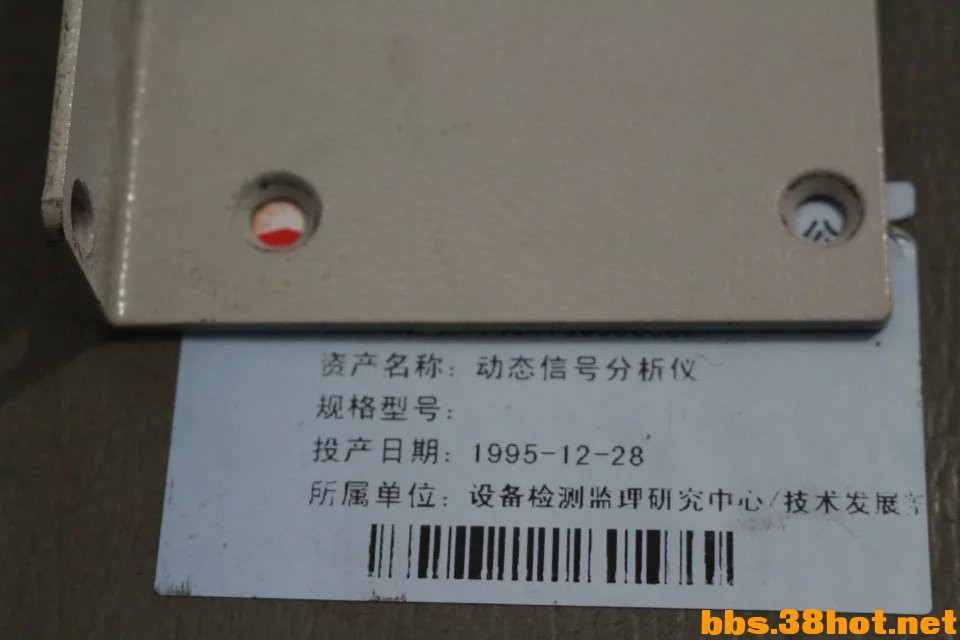 公
资产名称: 动态信号分析仪
规格型号:
投产日期: 1995-12-28
所属单位: 设备检测监理研究中心/技术发展
bbs.38hot.net